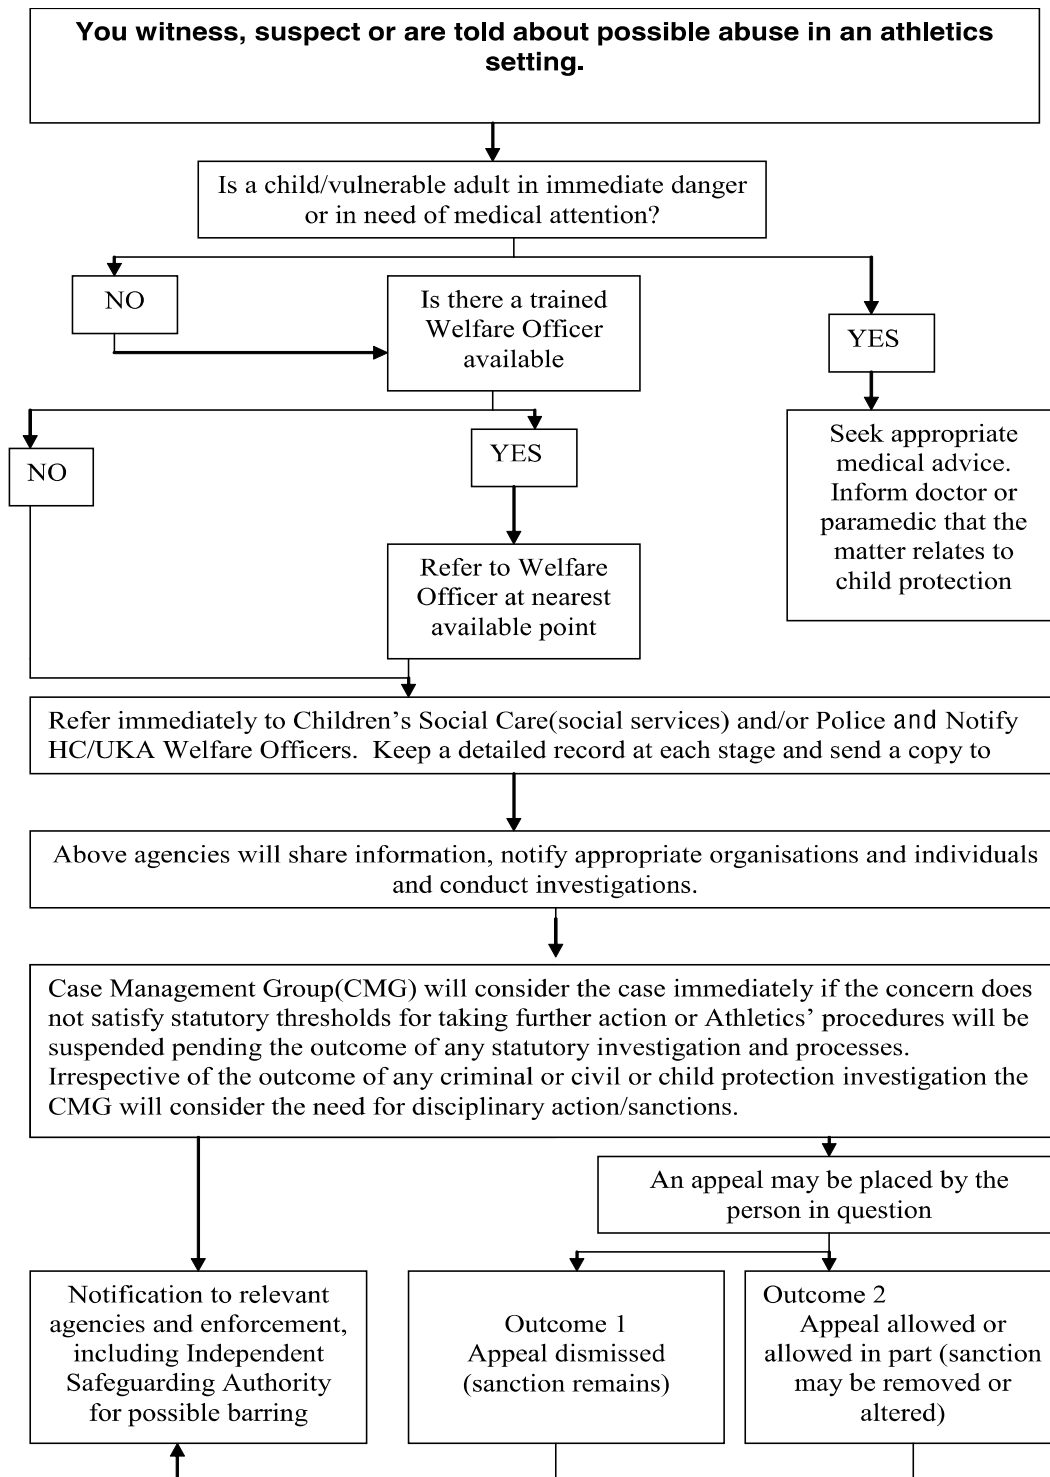 You witness, suspect or are told about possible abuse in an athletics
setting.
Is a child/vulnerable adult in immediate danger
or in need of medical attention?
NO
Is there a trained
Welfare Officer
available
YES
NO
YES
Seek appropriate
medical advice.
Inform doctor or
paramedic that the
matter relates to
child protection
Refer to Welfare
Officer at nearest
available point
Refer immediately to Children’s Social Care(social services) and/or Police and Notify
HC/UKA Welfare Officers.  Keep a detailed record at each stage and send a copy to
Above agencies will share information, notify appropriate organisations and individuals
and conduct investigations.
Case Management Group(CMG) will consider the case immediately if the concern does
not satisfy statutory thresholds for taking further action or Athletics’ procedures will be
suspended pending the outcome of any statutory investigation and processes.
Irrespective of the outcome of any criminal or civil or child protection investigation the
CMG will consider the need for disciplinary action/sanctions.
An appeal may be placed by the
person in question
Notification to relevant
agencies and enforcement,
including Independent
Safeguarding Authority
for possible barring
Outcome 1
Appeal dismissed
(sanction remains)
Outcome 2
Appeal allowed or
allowed in part (sanction
may be removed or
altered)